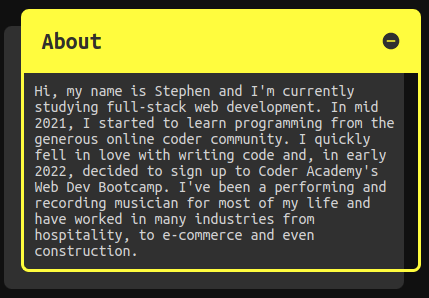 About
Hi, my name is Stephen and I'm currently
studying full-stack web development. In mid
2021, I started to learn programming from the
generous online coder community. I quickly
fell in love with writing code and, in early
2022, decided to sign up to Coder Academy's
Web Dev Bootcamp. I've been a performing and
recording musician for most of my life and
have worked in many industries from
hospitality, to e-commerce and even
construction.